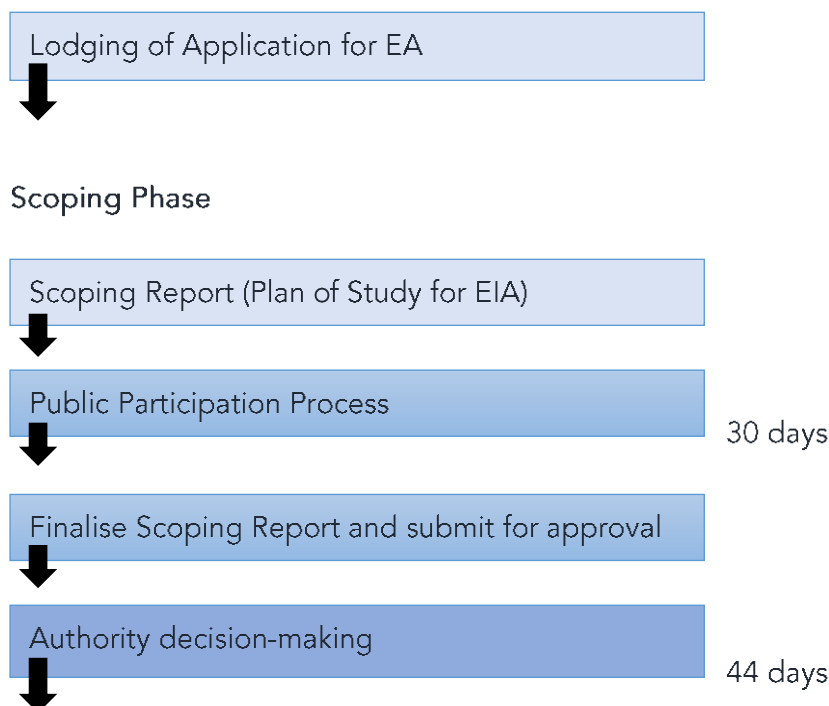 Lodging of Application for EA
Scoping Phase
Scoping Report (Plan of Study for EIA)
Public Participation Process
30 days
Finalise Scoping Report and submit for approval
Authority decision-making
44 days